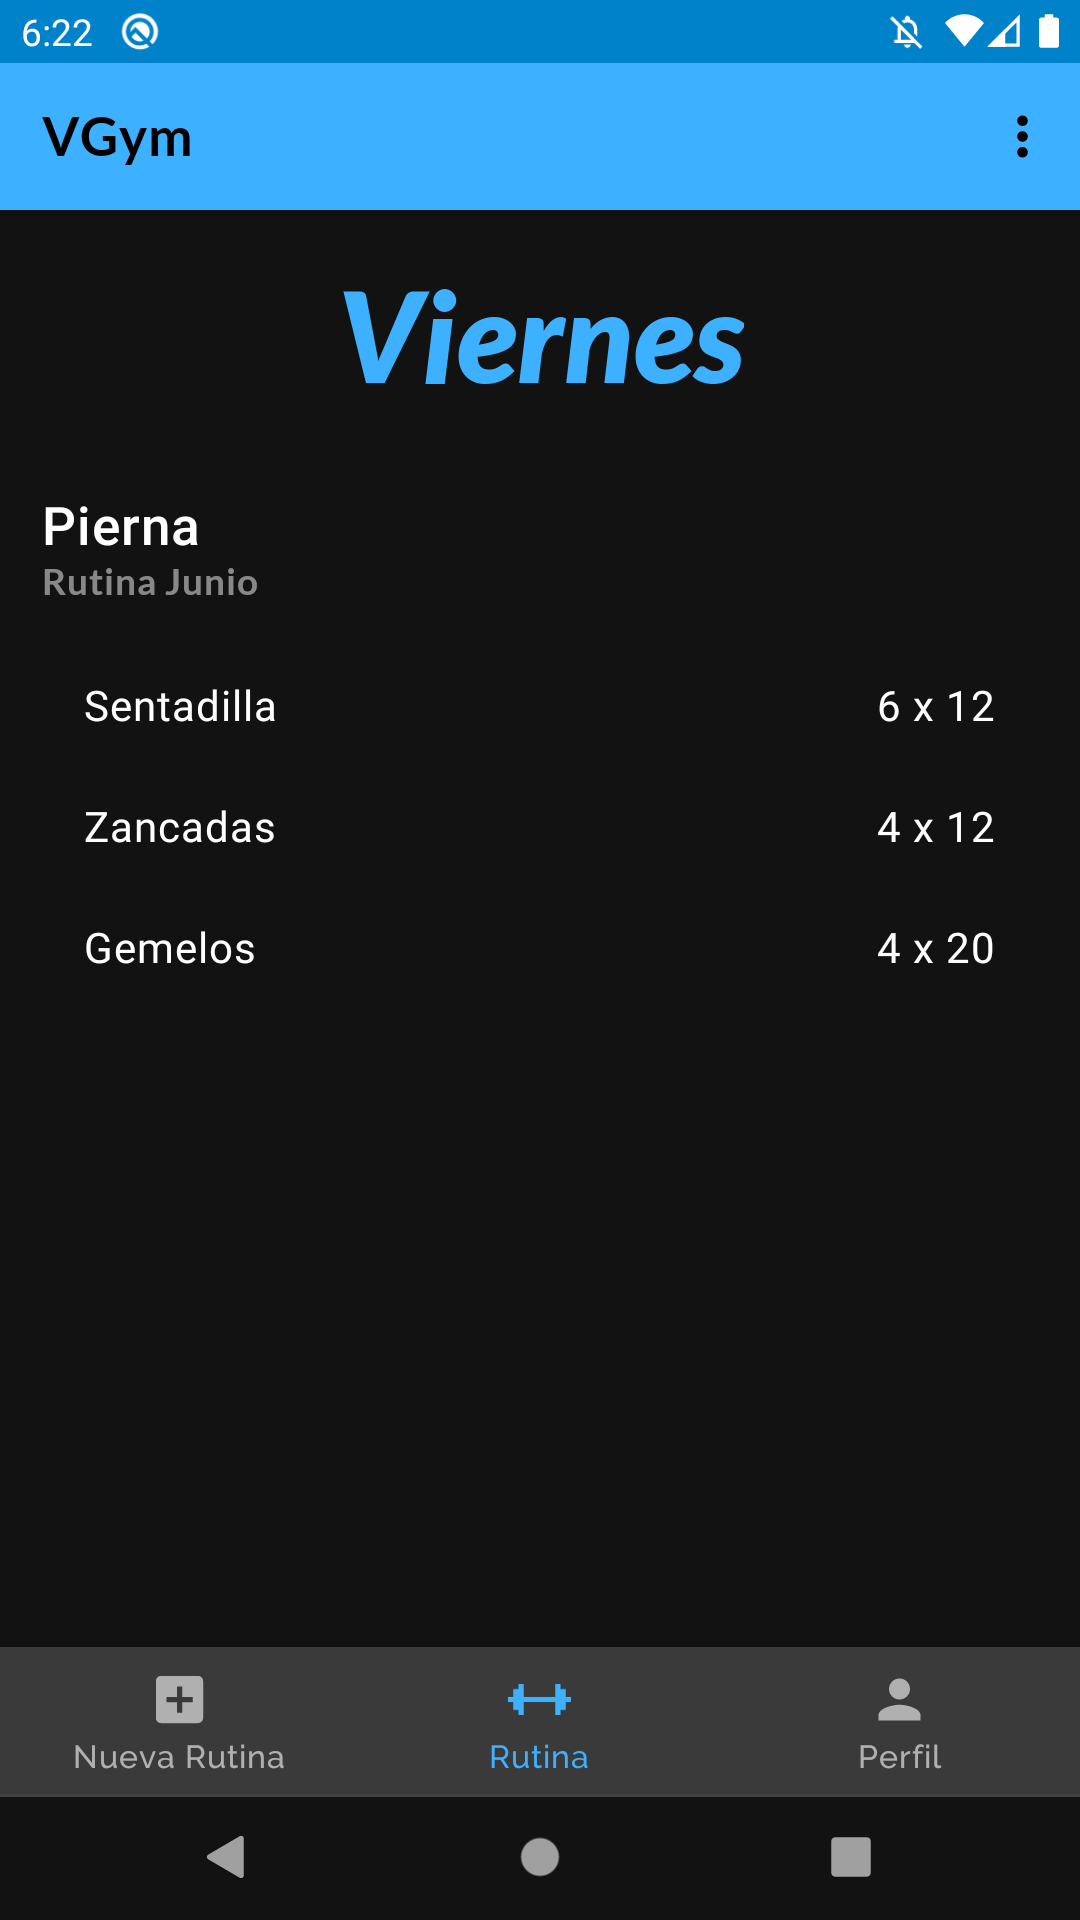 6:22
VGym
Viernes
Pierna
Rutina Junio
Sentadilla 6 x 12
Zancadas 4 x 12
Gemelos 4 x 20
Nueva Rutina Rutina Perfil